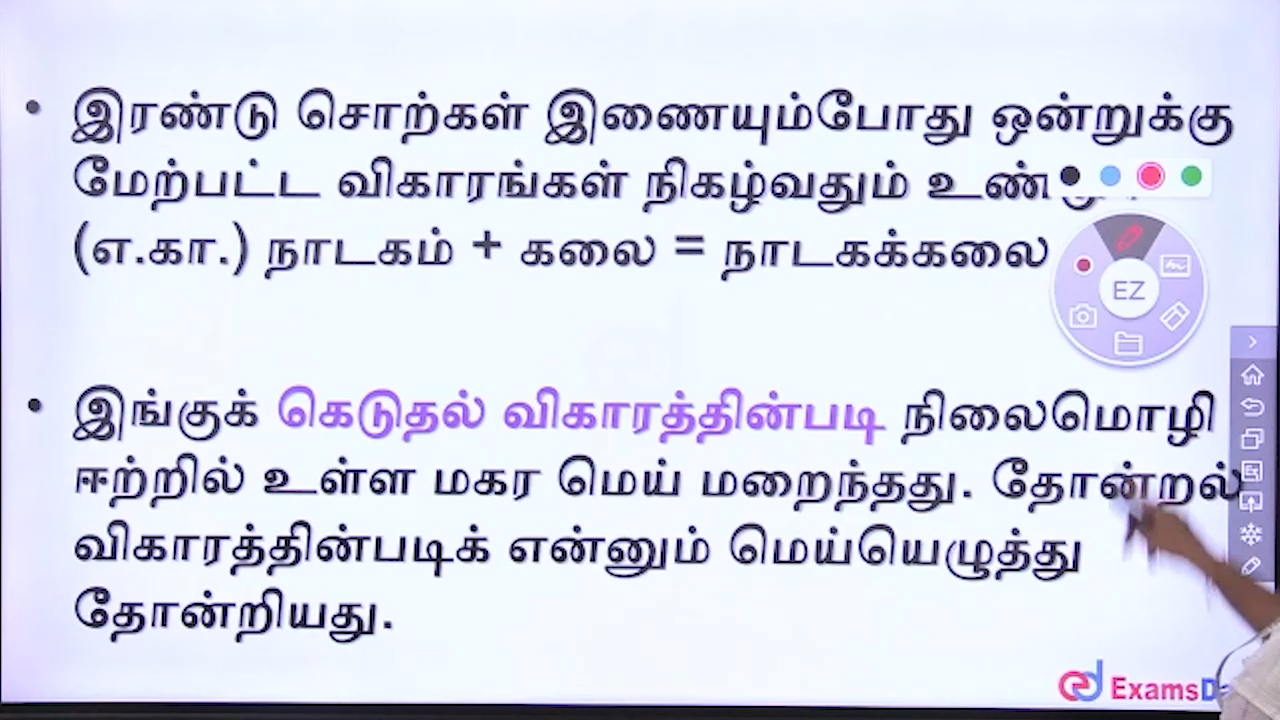 இரண்டு சொற்கள் இணையும்போது ஒன்றுக்கு
மேற்பட்ட விகாரங்கள் நிகழ்வதும்
(எ.கா.) நாடகம் + கலை = நாடகக்கலை
EZ
இங்குக் கெடுதல் விகாரத்தின்படி நிலைமொழி
ஈற்றில் உள்ள மகர மெய் மறைந்தது. தோன்றல்
விகாரத்தின்படிக் என்னும் மெய்யெழுத்து
தோன்றியது.